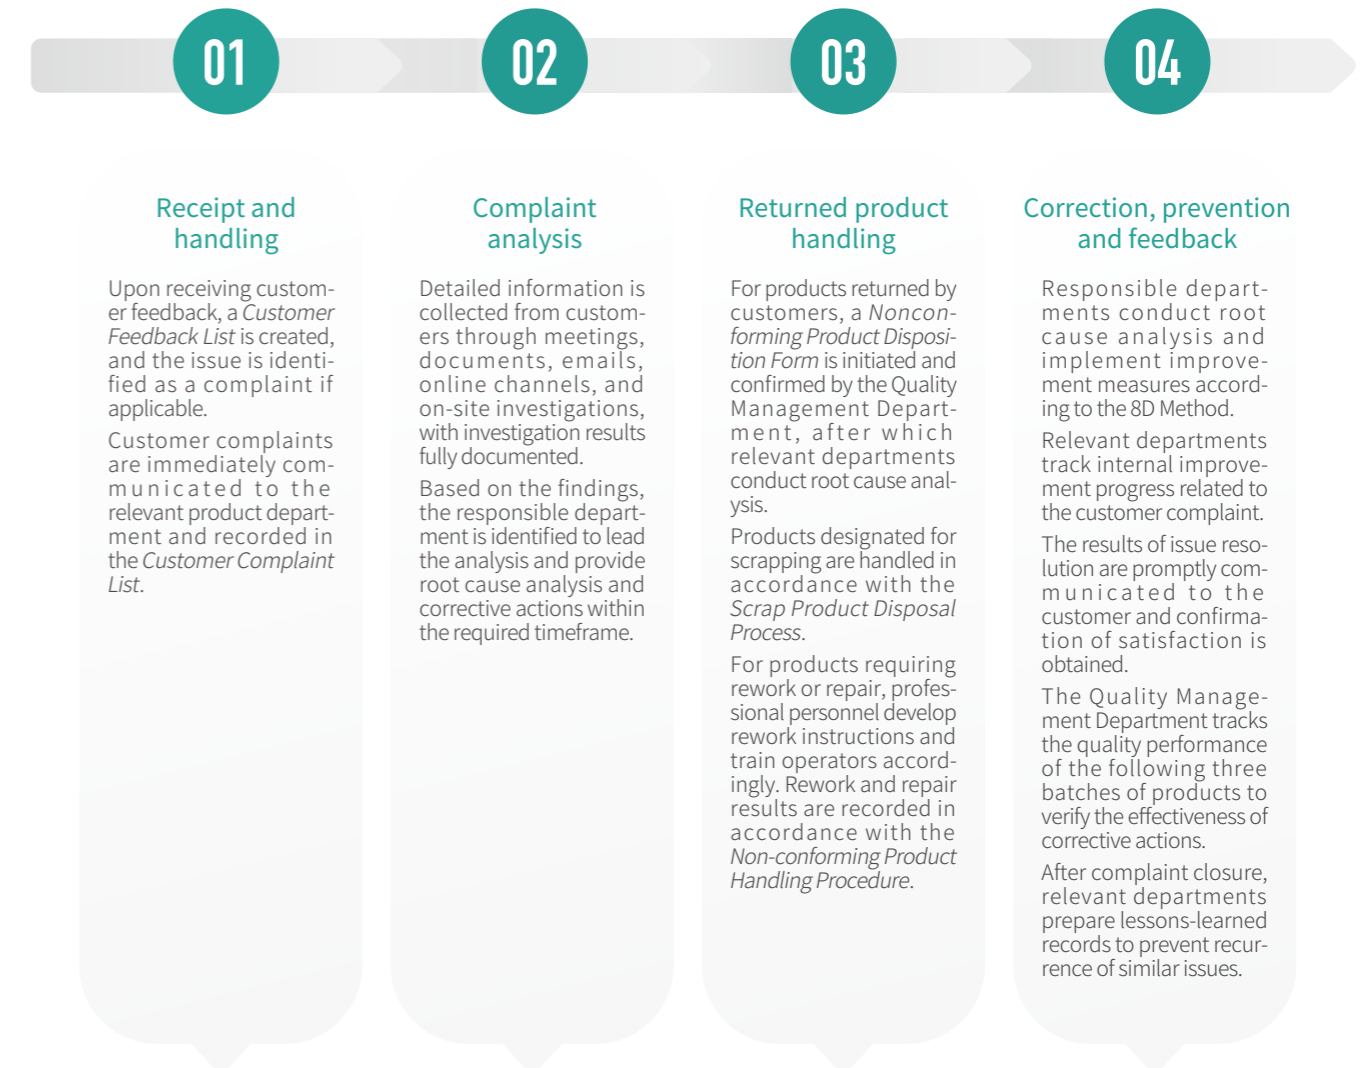 01
02
03
04
Receipt and
handling
Upon receiving custom-
er feedback, a Customer
Feedback List is created,
and the issue is identi-
fied as a complaint if
applicable.
Customer complaints
are immediately com-
municated to the
relevant product depart-
ment and recorded in
the Customer Complaint
List.
Complaint
analysis
Detailed information is
collected from custom-
ers through meetings,
documents, emails,
online channels, and
on-site investigations,
with investigation results
fully documented.
Based on the findings,
the responsible depart-
ment is identified to lead
the analysis and provide
root cause analysis and
corrective actions within
the required timeframe.
Returned product
handling
For products returned by
customers, a Noncon-
forming Product Disposi-
tion Form is initiated and
confirmed by the Quality
Management Depart-
ment, after which
relevant departments
conduct root cause anal-
ysis.
Products designated for
scrapping are handled in
accordance with the
Scrap Product Disposal
Process.
For products requiring
rework or repair, profes-
sional personnel develop
rework instructions and
train operators accord-
ingly. Rework and repair
results are recorded in
accordance with the
Non-conforming Product
Handling Procedure.
Correction, prevention
and feedback
Responsible depart-
ments conduct root
cause analysis and
implement improve-
ment measures accord-
ing to the 8D Method.
Relevant departments
track internal improve-
ment progress related to
the customer complaint.
The results of issue reso-
lution are promptly com-
municated to the
customer and confirma-
tion of satisfaction is
obtained.
The Quality Manage-
ment Department tracks
the quality performance
of the following three
batches of products to
verify the effectiveness of
corrective actions.
After complaint closure,
relevant departments
prepare lessons-learned
records to prevent recur-
rence of similar issues.